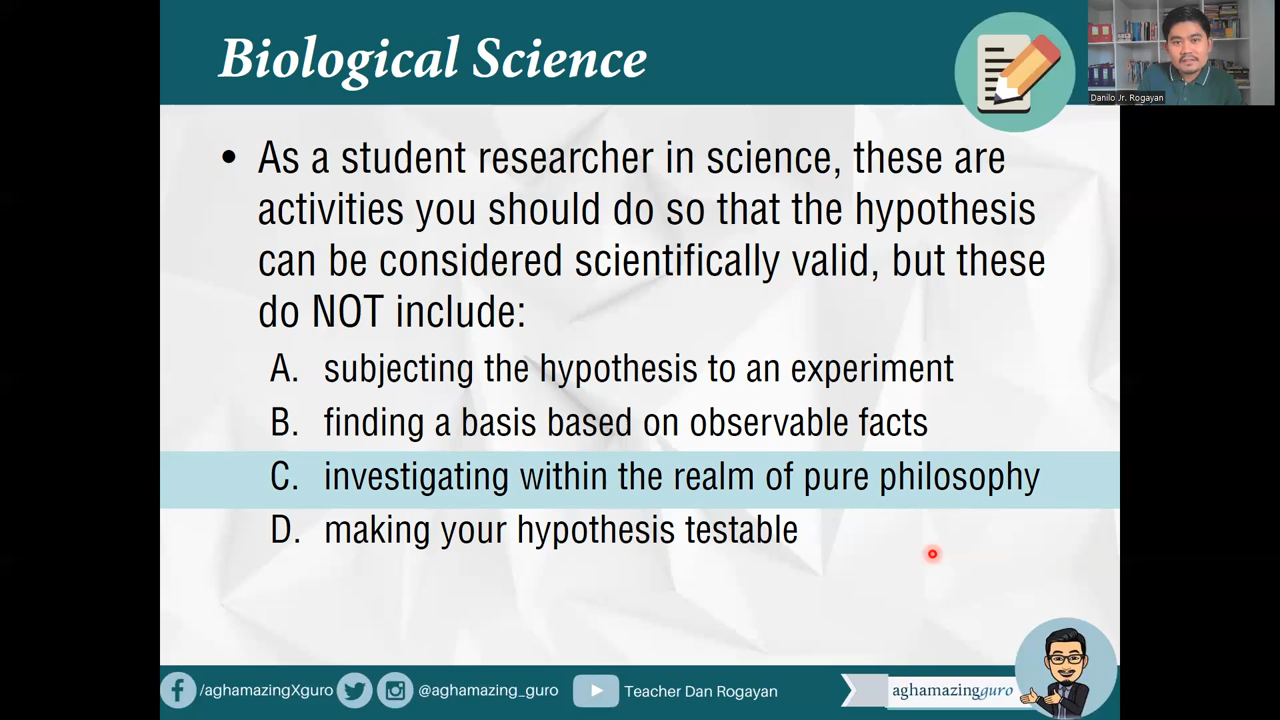 Biological Science
Danilo Jr. Rogayan
• As a student researcher in science, these are
activities you should do so that the hypothesis
can be considered scientifically valid, but these
do NOT include:
A. subjecting the hypothesis to an experiment
B. finding a basis based on observable facts
C. investigating within the realm of pure philosophy
D. making your hypothesis testable
/aghamazingXguro @aghamazing_guro Teacher Dan Rogayan aghamazingguro